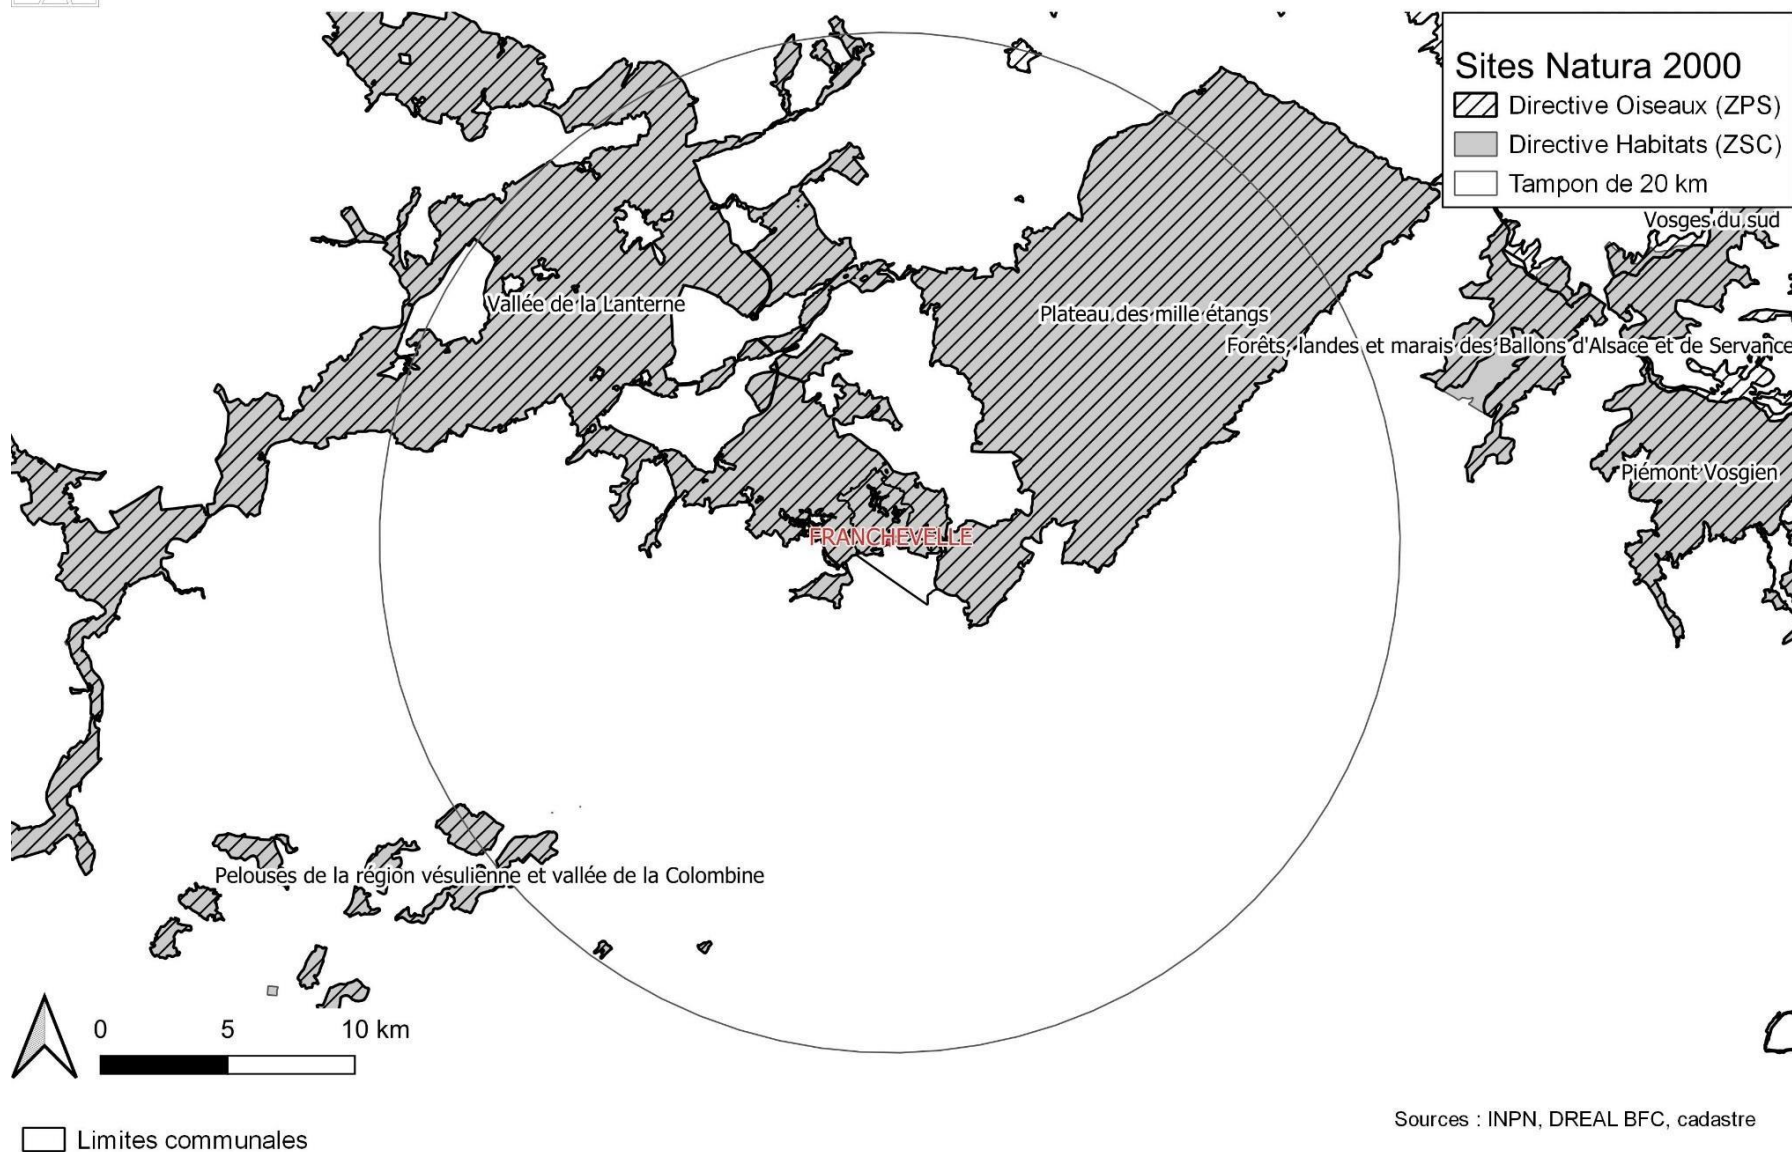 Sites Natura 2000
Directive Oiseaux (ZPS)
Directive Habitats (ZSC)
Tampon de 20 km
Vosges du sud
Vallée de la Lanterne
Plateau des mille étangs
Forêts, landes et marais des Ballons d'Alsace et de Servance
Piémont Vosgien
FRANCHEVELLE
Pelouses de la région vésulienne et vallée de la Colombine
0 5 10 km
Sources : INPN, DREAL BFC, cadastre
Limites communales